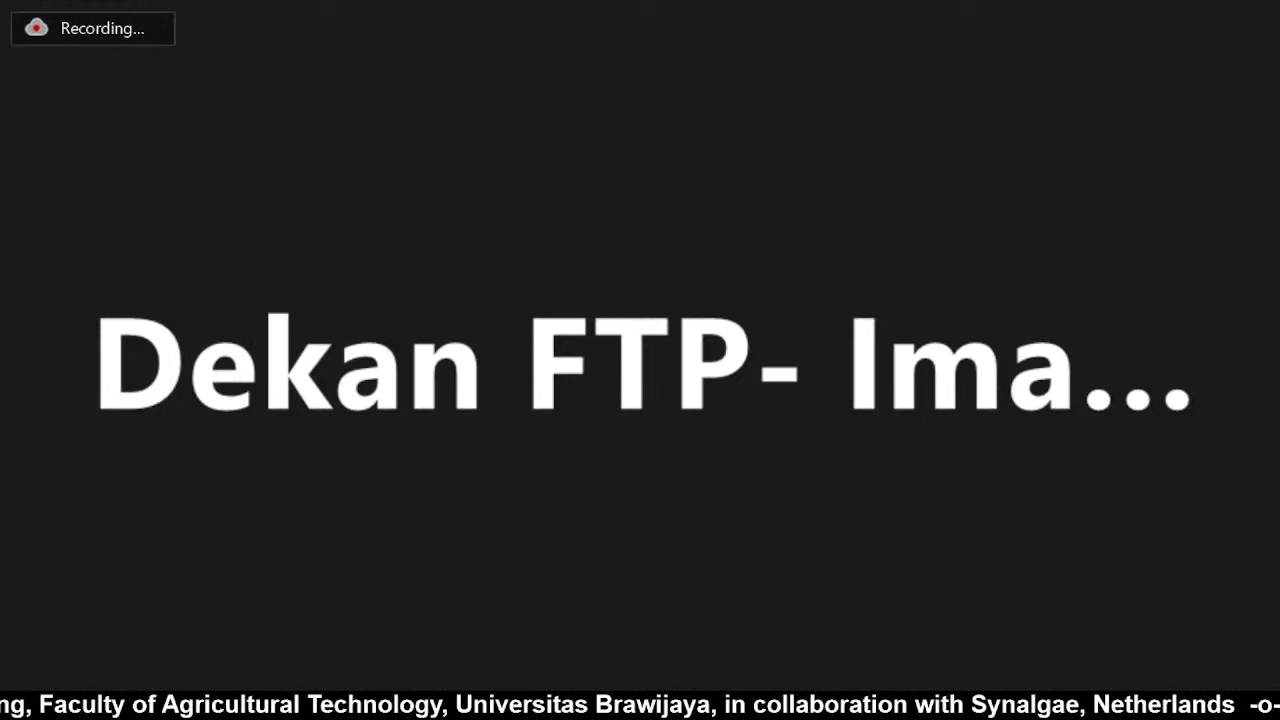 Recording...
Dekan FTP- Ima...
ng, Faculty of Agricultural Technology, Universitas Brawijaya, in collaboration with Synalgae, Netherlands -o-